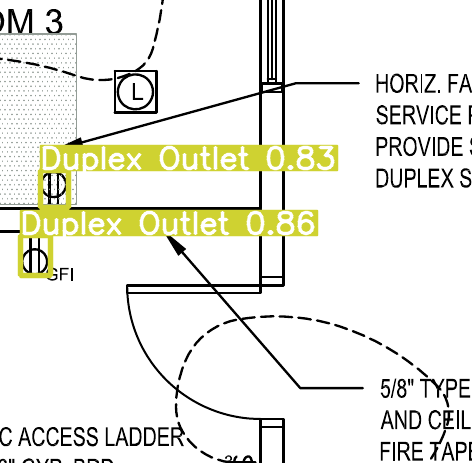 OM 3
L
HORIZ. FA
SERVICE
PROVIDE
DUPLEX S
Duplex Outlet 0.83
Duplex Outlet 0.86
GFI
5/8" TYPE
AND CEIL
FIRE TAPE
C ACCESS LADDER